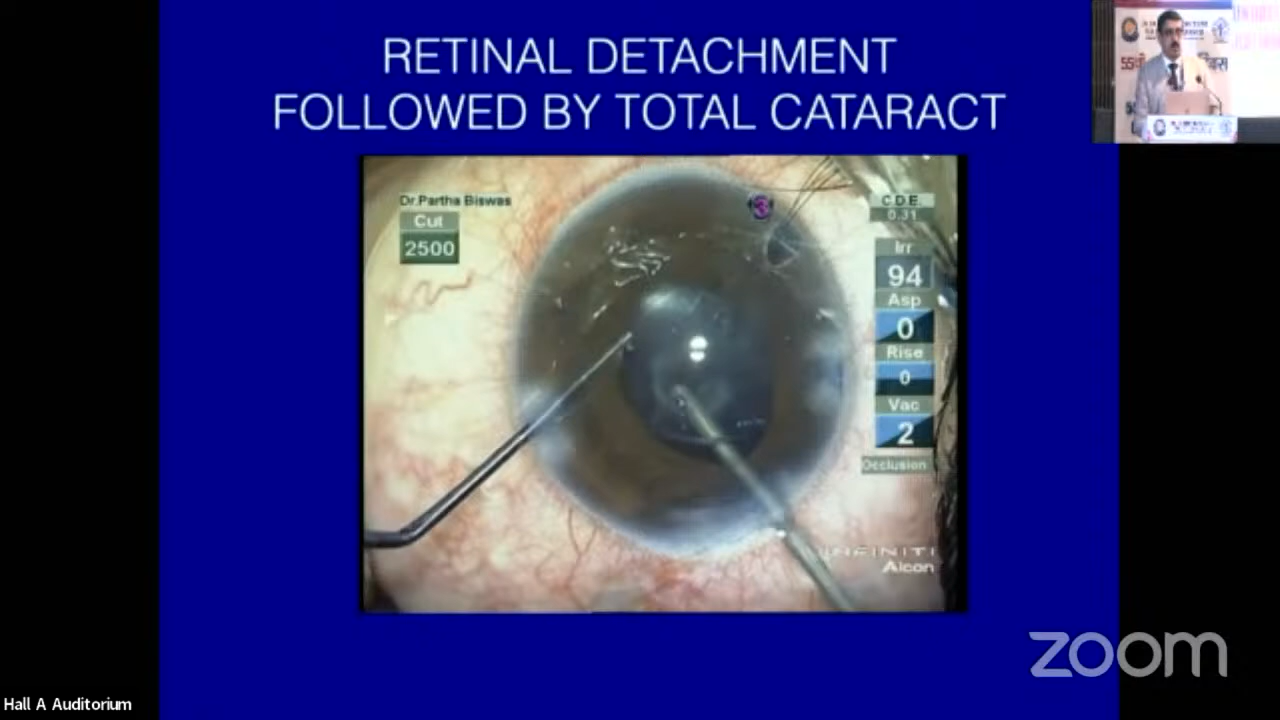 RETINAL DETACHMENT
FOLLOWED BY TOTAL CATARACT
Dr.Partha Biswas
Cut
2500
3
C.D.E.
0.31
Irr
94
Asp
0
Rise
0
Vac
2
Occlusion
INFINITI
Alcon
zoom
Hall A Auditorium